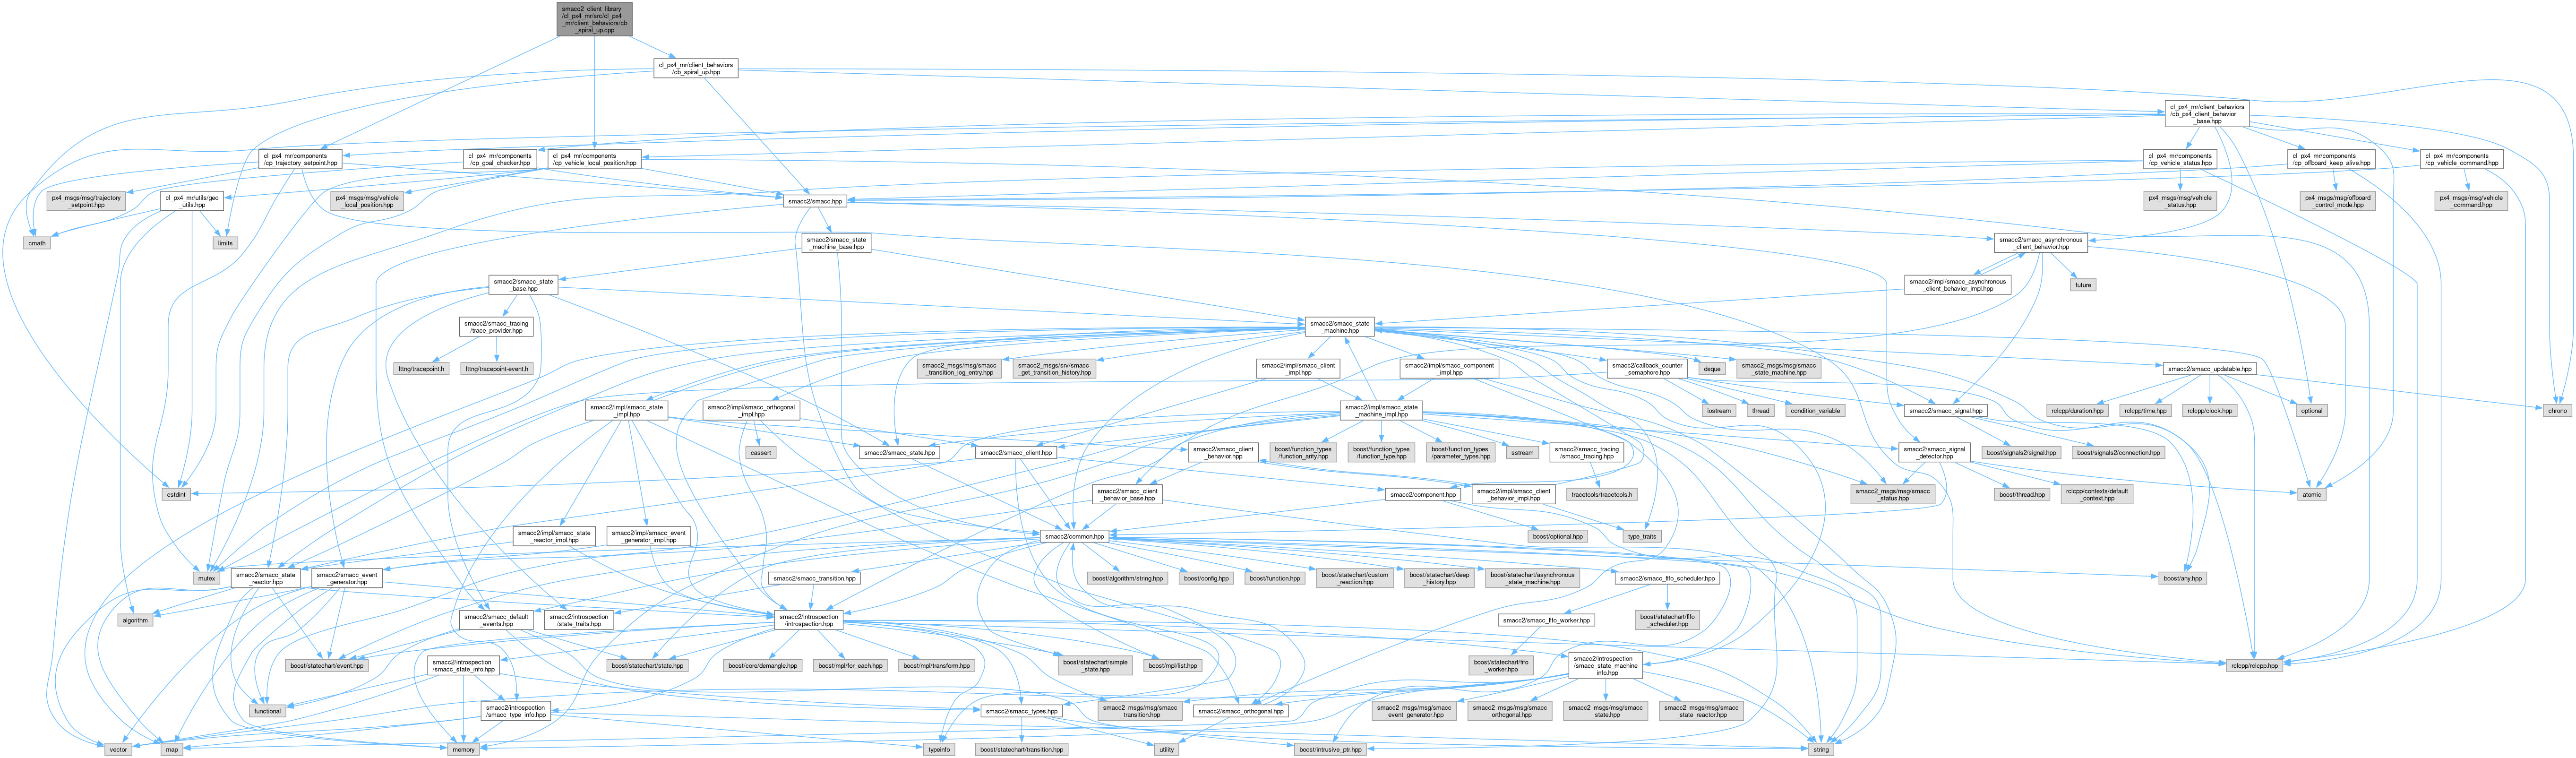 smacc2_client_library
/cl_px4_mr/src/cl_px4
_mr/client_behaviors/cb
_spiral_up.cpp
cl_px4_mr/client_behaviors
/cb_spiral_up.hpp
cl_px4_mr/client_behaviors
/cb_px4_client_behavior
_base.hpp
cl_px4_mr/components
/cp_trajectory_setpoint.hpp
cl_px4_mr/components
/cp_goal_checker.hpp
cl_px4_mr/components
/cp_vehicle_local_position.hpp
cl_px4_mr/components
/cp_vehicle_status.hpp
cl_px4_mr/components
/cp_offboard_keep_alive.hpp
cl_px4_mr/components
/cp_vehicle_command.hpp
px4_msgs/msg/trajectory
_setpoint.hpp
cl_px4_mr/utils/geo
_utils.hpp
px4_msgs/msg/vehicle
_local_position.hpp
smacc2/smacc.hpp
px4_msgs/msg/vehicle
_status.hpp
px4_msgs/msg/offboard
_control_mode.hpp
px4_msgs/msg/vehicle
_command.hpp
cmath
limits
smacc2/smacc_state
_machine_base.hpp
smacc2/smacc_asynchronous
_client_behavior.hpp
smacc2/smacc_state
_base.hpp
smacc2/impl/smacc_asynchronous
_client_behavior_impl.hpp
future
smacc2/smacc_tracing
/trace_provider.hpp
smacc2/smacc_state
_machine.hpp
lttng/tracepoint.h
lttng/tracepoint-event.h
smacc2_msgs/msg/smacc
_transition_log_entry.hpp
smacc2_msgs/srv/smacc
_get_transition_history.hpp
smacc2/impl/smacc_client
_impl.hpp
smacc2/impl/smacc_component
_impl.hpp
smacc2/callback_counter
_semaphore.hpp
deque
smacc2_msgs/msg/smacc
_state_machine.hpp
smacc2/smacc_updatable.hpp
smacc2/impl/smacc_state
_impl.hpp
smacc2/impl/smacc_orthogonal
_impl.hpp
smacc2/impl/smacc_state
_machine_impl.hpp
iostream
thread
condition_variable
smacc2/smacc_signal.hpp
rclcpp/duration.hpp
rclcpp/time.hpp
rclcpp/clock.hpp
optional
chrono
cassert
smacc2/smacc_state.hpp
smacc2/smacc_client.hpp
smacc2/smacc_client
_behavior.hpp
boost/function_types
/function_arity.hpp
boost/function_types
/function_type.hpp
boost/function_types
/parameter_types.hpp
sstream
smacc2/smacc_tracing
/smacc_tracing.hpp
smacc2/smacc_signal
_detector.hpp
boost/signals2/signal.hpp
boost/signals2/connection.hpp
cstdint
smacc2/smacc_client
_behavior_base.hpp
smacc2/component.hpp
smacc2/impl/smacc_client
_behavior_impl.hpp
tracetools/tracetools.h
smacc2_msgs/msg/smacc
_status.hpp
boost/thread.hpp
rclcpp/contexts/default
_context.hpp
atomic
smacc2/impl/smacc_state
_reactor_impl.hpp
smacc2/impl/smacc_event
_generator_impl.hpp
smacc2/common.hpp
boost/optional.hpp
type_traits
mutex
smacc2/smacc_state
_reactor.hpp
smacc2/smacc_event
_generator.hpp
smacc2/smacc_transition.hpp
boost/algorithm/string.hpp
boost/config.hpp
boost/function.hpp
boost/statechart/custom
_reaction.hpp
boost/statechart/deep
_history.hpp
boost/statechart/asynchronous
_state_machine.hpp
smacc2/smacc_fifo_scheduler.hpp
boost/any.hpp
algorithm
smacc2/smacc_default
_events.hpp
smacc2/introspection
/state_traits.hpp
smacc2/introspection
/introspection.hpp
smacc2/smacc_fifo_worker.hpp
boost/statechart/fifo
_scheduler.hpp
boost/statechart/event.hpp
smacc2/introspection
/smacc_state_info.hpp
boost/statechart/state.hpp
boost/core/demangle.hpp
boost/mpl/for_each.hpp
boost/mpl/transform.hpp
boost/statechart/simple
_state.hpp
boost/mpl/list.hpp
boost/statechart/fifo
_worker.hpp
smacc2/introspection
/smacc_state_machine
_info.hpp
rclcpp/rclcpp.hpp
functional
smacc2/introspection
/smacc_type_info.hpp
smacc2/smacc_types.hpp
smacc2_msgs/msg/smacc
_transition.hpp
smacc2/smacc_orthogonal.hpp
smacc2_msgs/msg/smacc
_event_generator.hpp
smacc2_msgs/msg/smacc
_orthogonal.hpp
smacc2_msgs/msg/smacc
_state.hpp
smacc2_msgs/msg/smacc
_state_reactor.hpp
vector
map
memory
typeinfo
boost/statechart/transition.hpp
utility
boost/intrusive_ptr.hpp
string